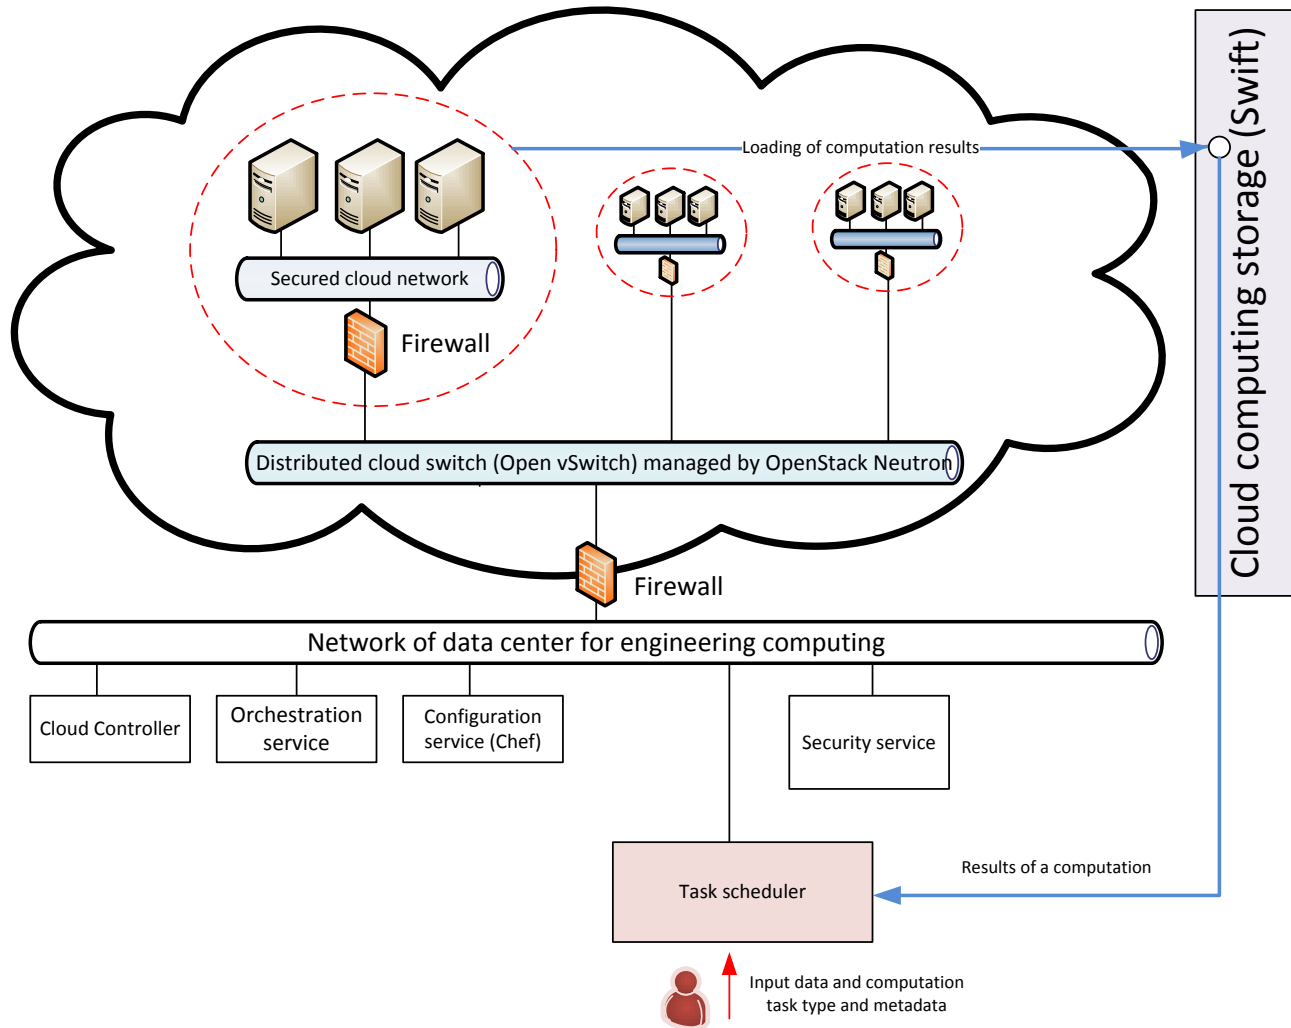 Loading of computation results
Cloud computing storage (Swift)
Secured cloud network
Firewall
Distributed cloud switch (Open vSwitch) managed by OpenStack Neutron
Firewall
Network of data center for engineering computing
Cloud Controller
Orchestration
service
Configuration
service (Chef)
Security service
Task scheduler
Results of a computation
Input data and computation
task type and metadata